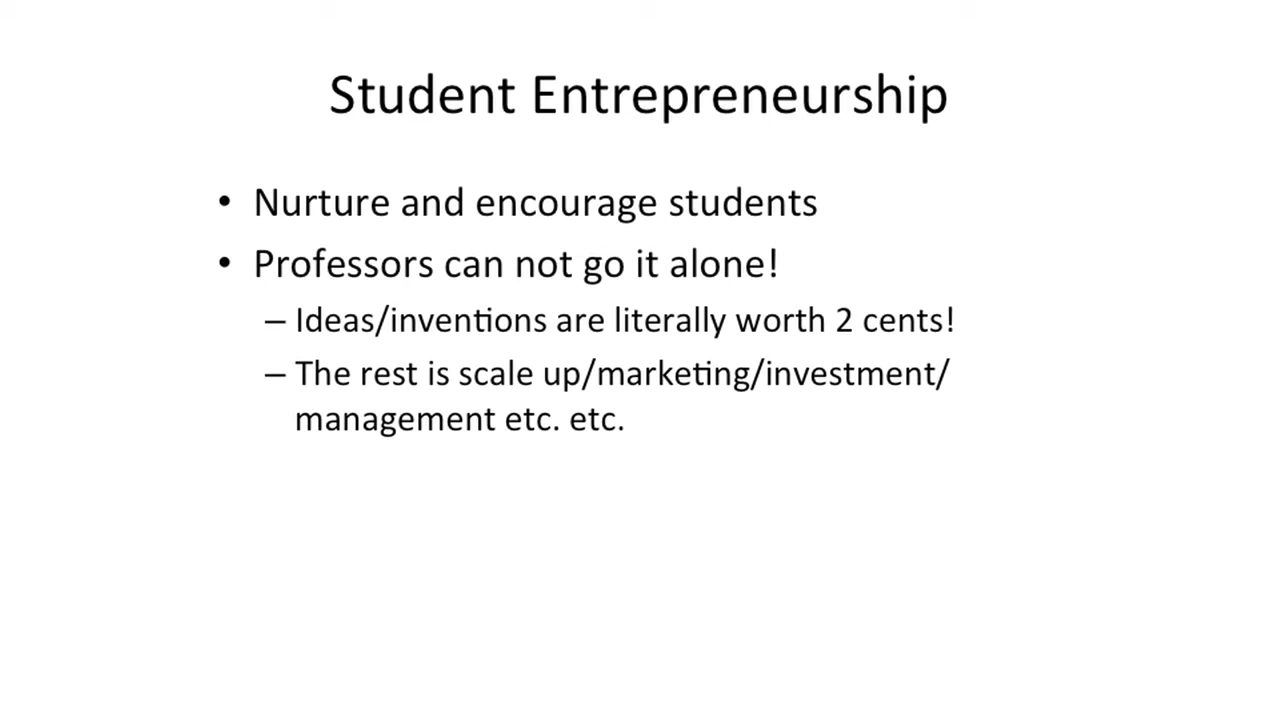 Student Entrepreneurship
• Nurture and encourage students
• Professors can not go it alone!
– Ideas/inventions are literally worth 2 cents!
– The rest is scale up/marketing/investment/
management etc. etc.